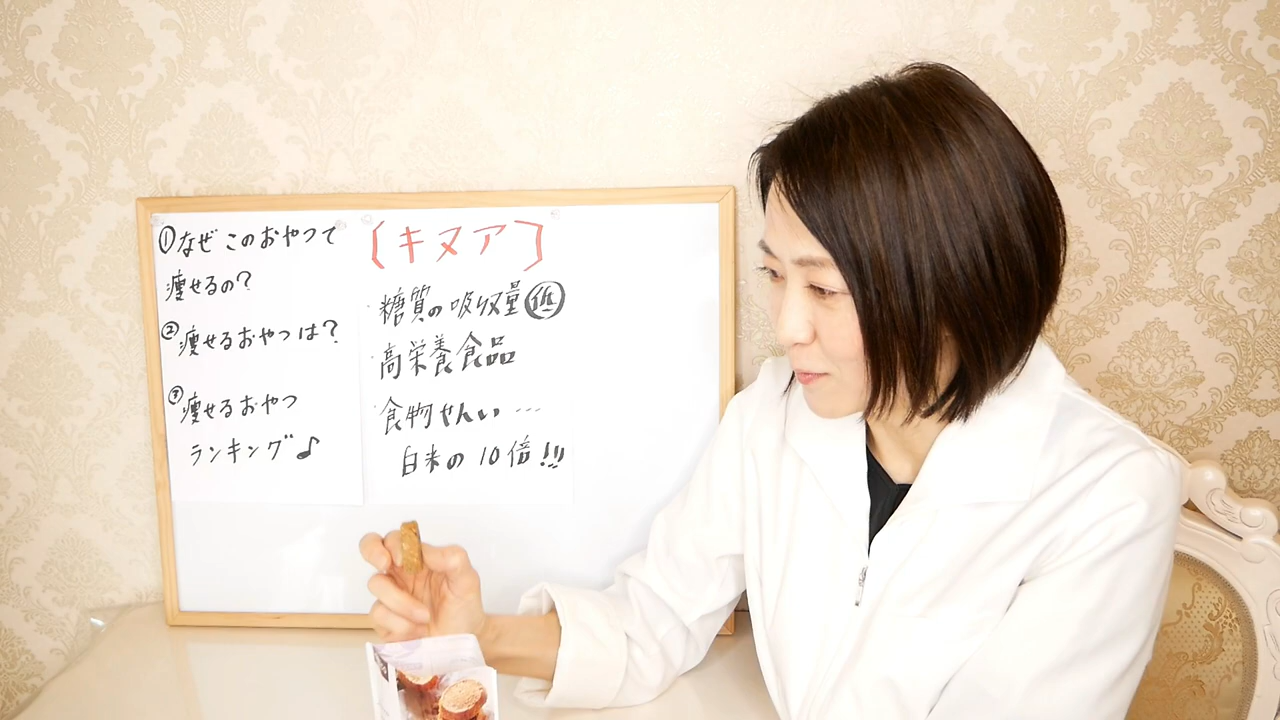 ①なぜこのおやつで
痩せるの?
②痩せるおやつは?
③痩せるおやつ
ランキング♪
[キヌア]
・糖質の吸収量㊦
・高栄養食品
・食物せんい…
白米の10倍!!!